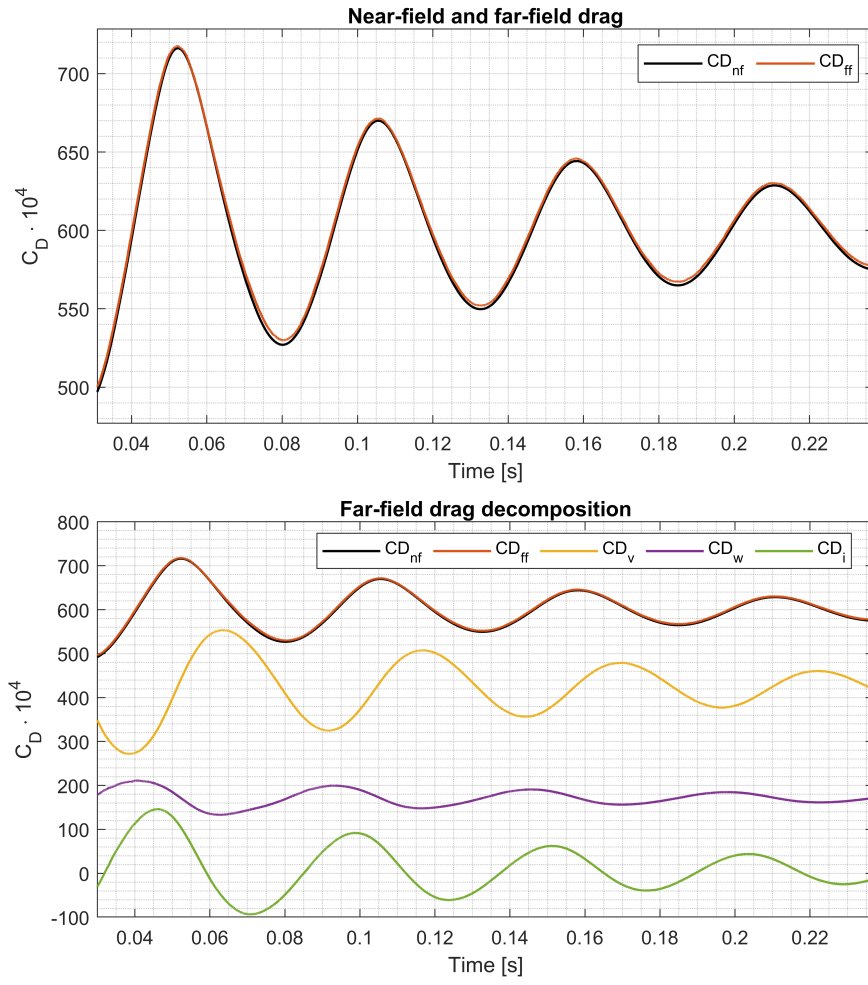 Near-field and far-field drag
CD_nf CD_ff
700
650
600
550
500
C_D · 10^4
0.04 0.06 0.08 0.1 0.12 0.14 0.16 0.18 0.2 0.22
Time [s]
Far-field drag decomposition
CD_nf CD_ff CD_v CD_w CD_i
800
700
600
500
400
300
200
100
0
-100
C_D · 10^4
0.04 0.06 0.08 0.1 0.12 0.14 0.16 0.18 0.2 0.22
Time [s]